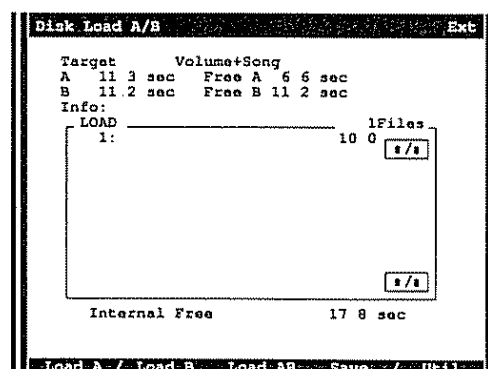 Disk Load A/B Ext
Target Volume+Song
A 11 3 sec Free A 6 6 sec
B 11.2 sec Free B 11 2 sec
Info:
LOAD 1Files
1: 10 0
s/s
s/s
Internal Free 17 8 sec
Load A / Load B Load AB Save / Util